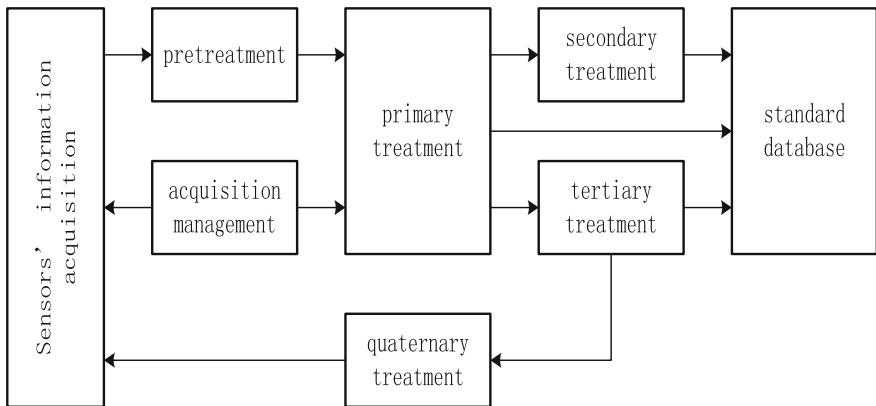 Sensors' information
acquisition
pretreatment
acquisition
management
primary
treatment
secondary
treatment
tertiary
treatment
quaternary
treatment
standard
database